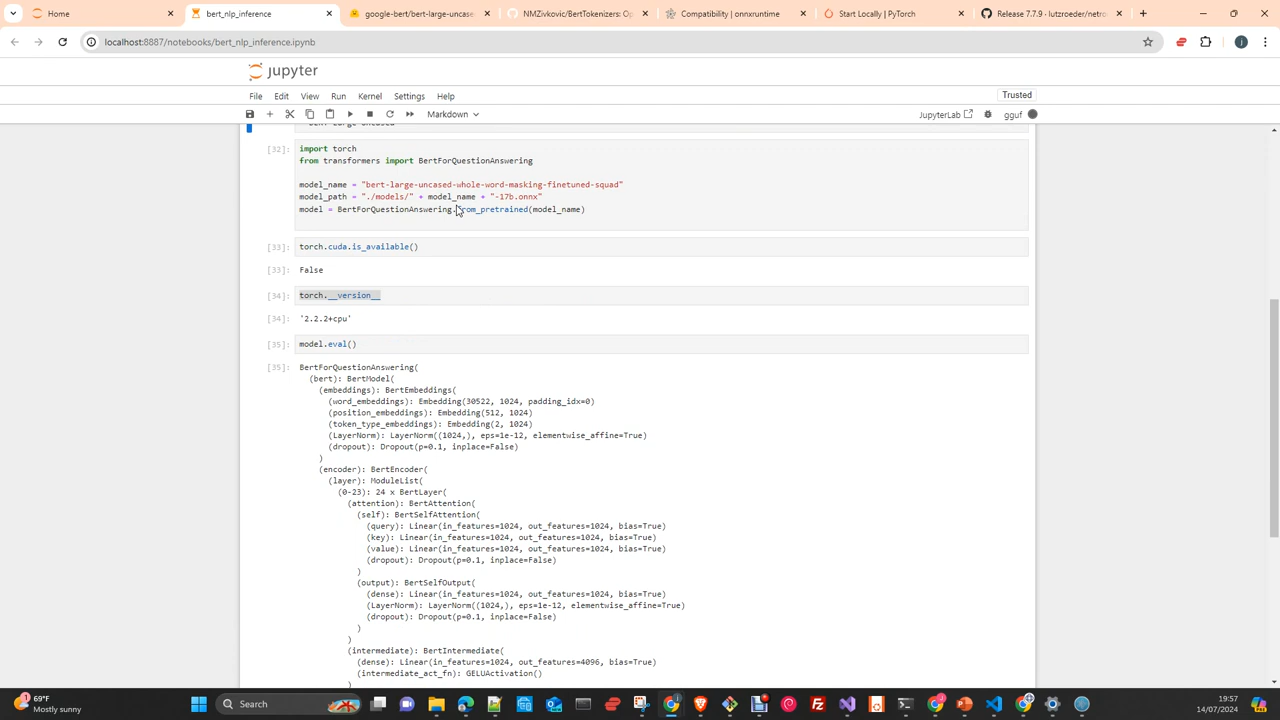 Home
bert_nlp_inference
google-bert/bert-large-uncase
NMZivkovic/BertTokenizers: Op
Compatibility | onnxruntime
Start Locally | PyTorch
Release 7.7.9 · lutzroeder/netro
localhost:8887/notebooks/bert_nlp_inference.ipynb
i
jupyter
File Edit View Run Kernel Settings Help
Trusted
Markdown
JupyterLab
gguf
[32]:
import torch
from transformers import BertForQuestionAnswering
model_name = "bert-large-uncased-whole-word-masking-finetuned-squad"
model_path = "./models/" + model_name + "-17b.onnx"
model = BertForQuestionAnswering.from_pretrained(model_name)
[33]: torch.cuda.is_available()
[33]: False
[34]: torch.__version__
[34]: '2.2.2+cpu'
[35]: model.eval()
[35]: BertForQuestionAnswering(
(bert): BertModel(
(embeddings): BertEmbeddings(
(word_embeddings): Embedding(30522, 1024, padding_idx=0)
(position_embeddings): Embedding(512, 1024)
(token_type_embeddings): Embedding(2, 1024)
(LayerNorm): LayerNorm((1024,), eps=1e-12, elementwise_affine=True)
(dropout): Dropout(p=0.1, inplace=False)
)
(encoder): BertEncoder(
(layer): ModuleList(
(0-23): 24 x BertLayer(
(attention): BertAttention(
(self): BertSelfAttention(
(query): Linear(in_features=1024, out_features=1024, bias=True)
(key): Linear(in_features=1024, out_features=1024, bias=True)
(value): Linear(in_features=1024, out_features=1024, bias=True)
(dropout): Dropout(p=0.1, inplace=False)
)
(output): BertSelfOutput(
(dense): Linear(in_features=1024, out_features=1024, bias=True)
(LayerNorm): LayerNorm((1024,), eps=1e-12, elementwise_affine=True)
(dropout): Dropout(p=0.1, inplace=False)
)
)
(intermediate): BertIntermediate(
(dense): Linear(in_features=1024, out_features=4096, bias=True)
(intermediate_act_fn): GELUActivation()
)
69°F
Mostly sunny
Search
19:57
14/07/2024